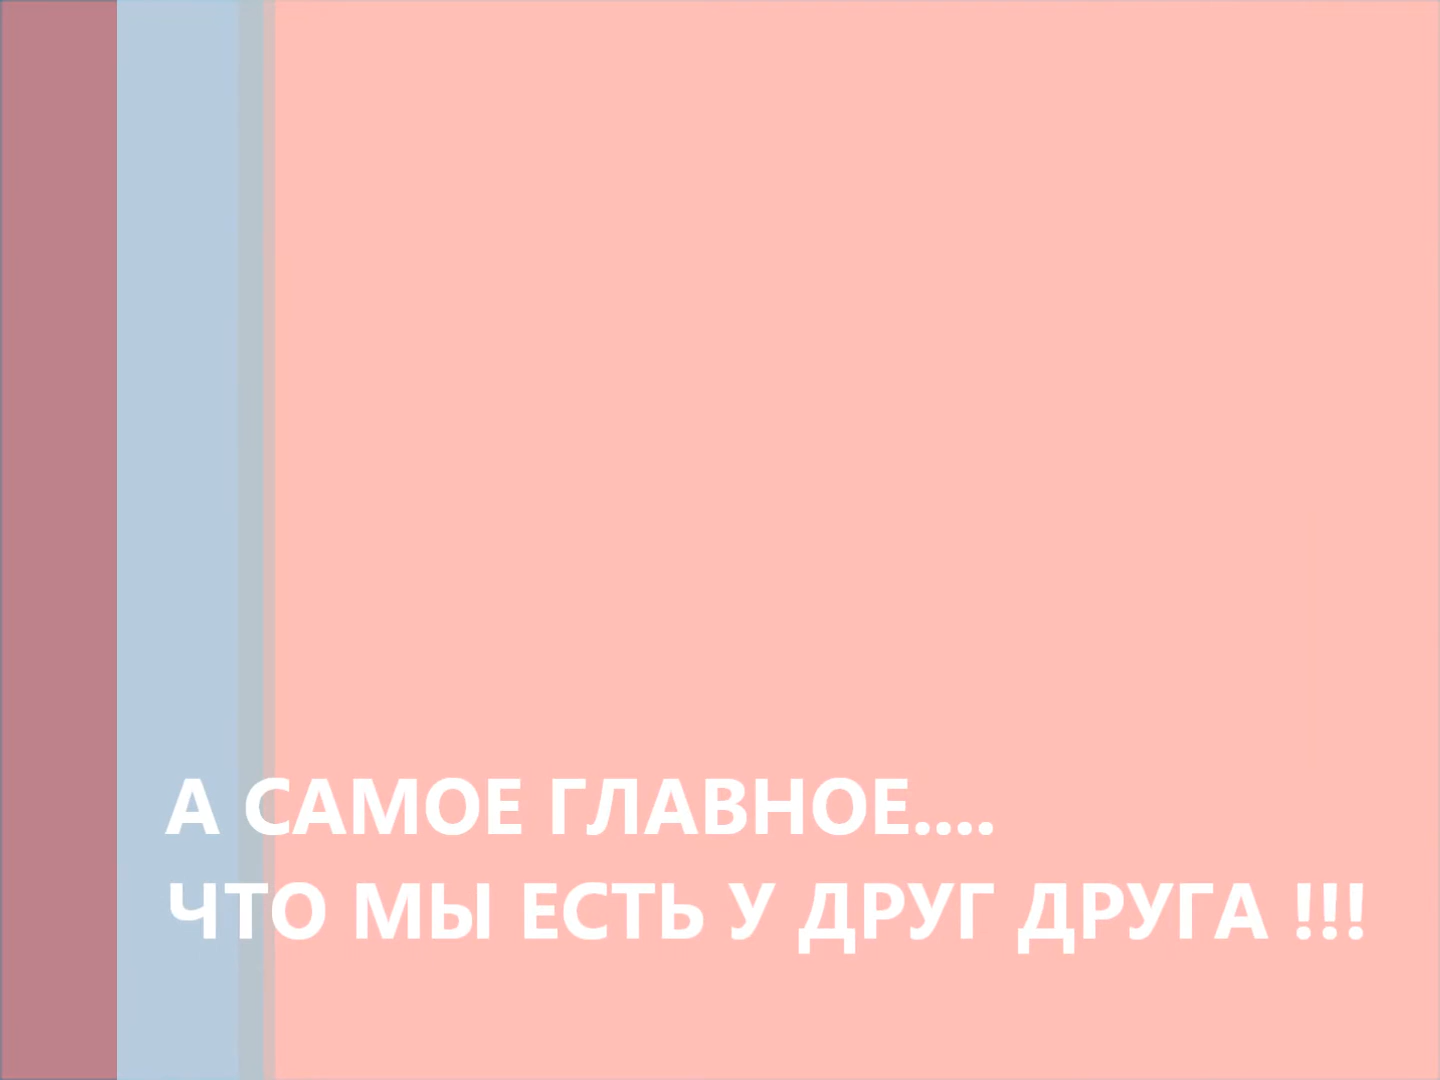 А САМОЕ ГЛАВНОЕ....
ЧТО МЫ ЕСТЬ У ДРУГ ДРУГА !!!